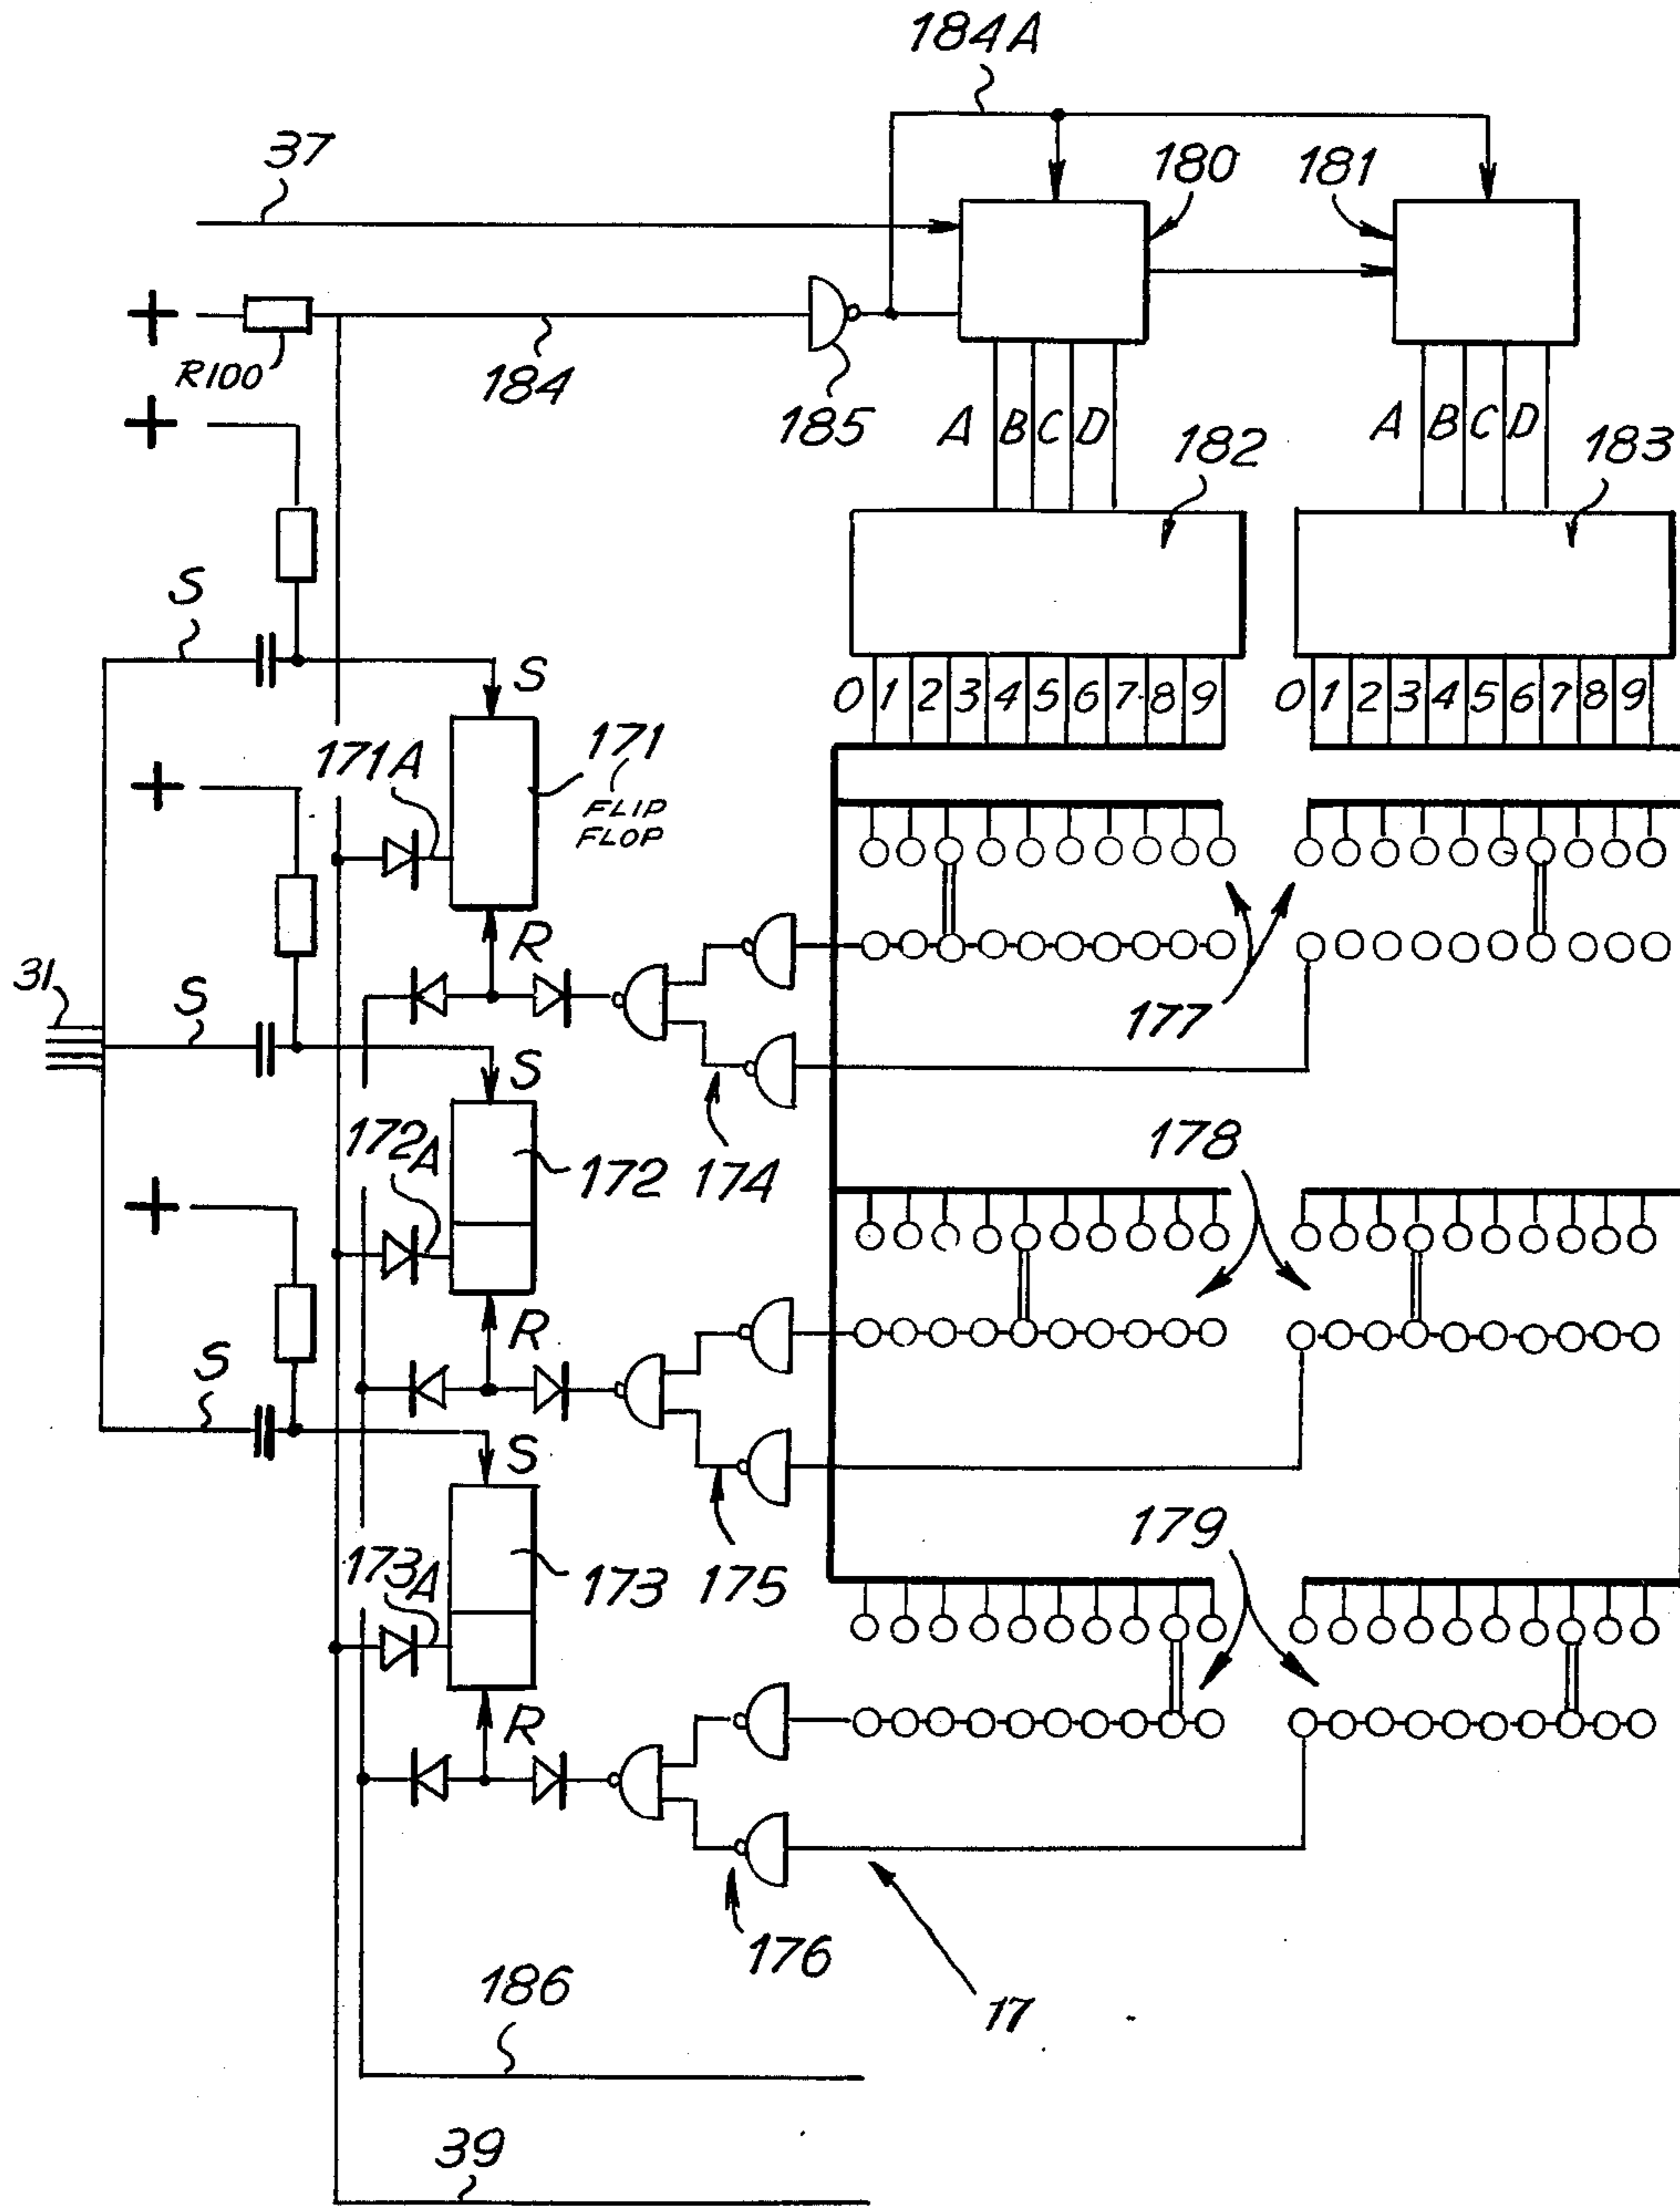 184A
37
180
181
+
R100
184
185
A B C D
A B C D
+
182
183
S
S
0 1 2 3 4 5 6 7 8 9
0 1 2 3 4 5 6 7 8 9
171A
171
FLIP
FLOP
+
R
177
31
S
S
172A
172
174
178
+
R
S
S
173A
173
175
179
R
176
17
186
39